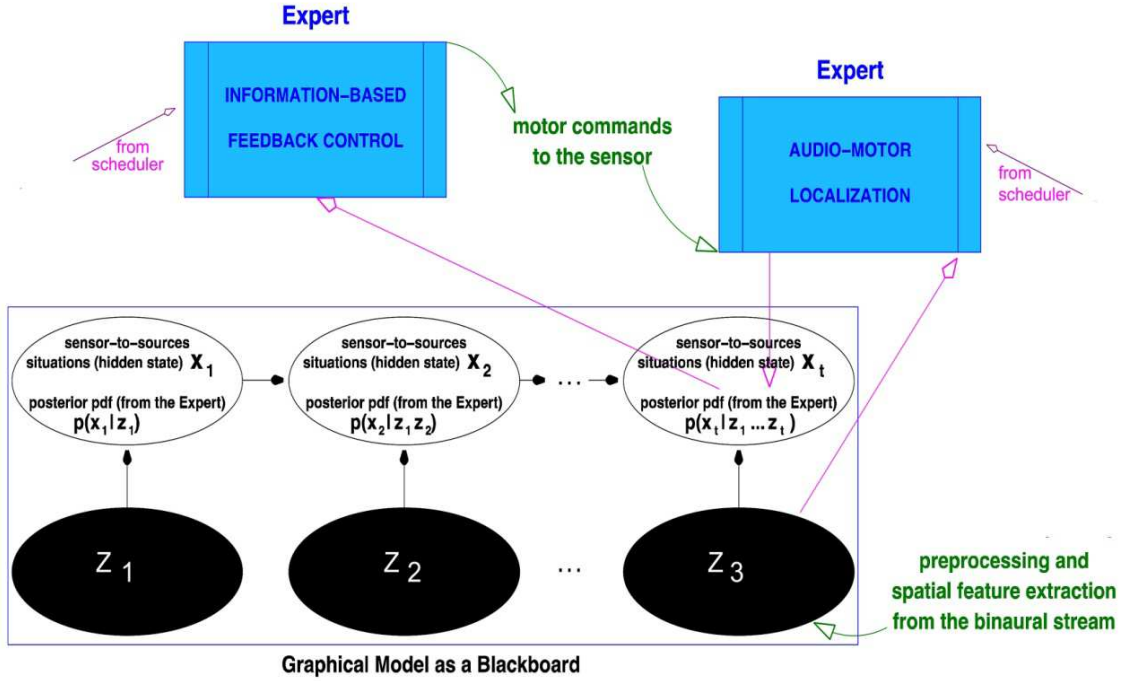 Expert
INFORMATION-BASED
FEEDBACK CONTROL
from
scheduler
motor commands
to the sensor
Expert
AUDIO-MOTOR
LOCALIZATION
from
scheduler
sensor-to-sources
situations (hidden state) X1
posterior pdf (from the Expert)
p(x1|z1)
sensor-to-sources
situations (hidden state) X2
posterior pdf (from the Expert)
p(x2|z1z2)
...
sensor-to-sources
situations (hidden state) Xt
posterior pdf (from the Expert)
p(xt|z1...zt)
Z1
Z2
...
Z3
preprocessing and
spatial feature extraction
from the binaural stream
Graphical Model as a Blackboard